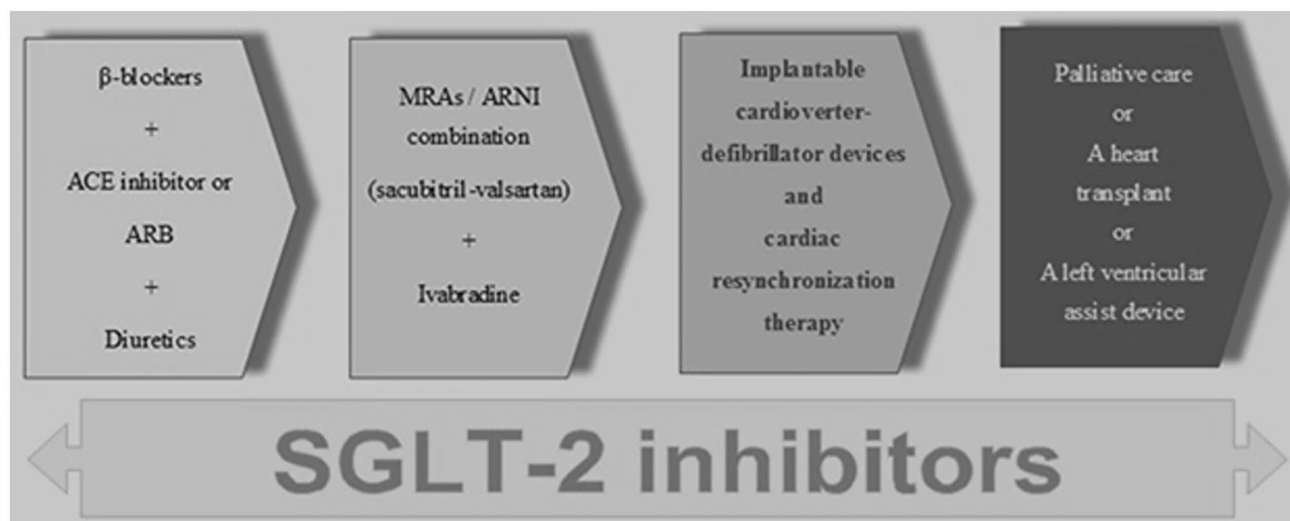 β-blockers
+
ACE inhibitor or
ARB
+
Diuretics
MRAs / ARNI
combination
(sacubitril-valsartan)
+
Ivabradine
Implantable
cardioverter-
defibrillator devices
and
cardiac
resynchronization
therapy
Palliative care
or
A heart
transplant
or
A left ventricular
assist device
SGLT-2 inhibitors